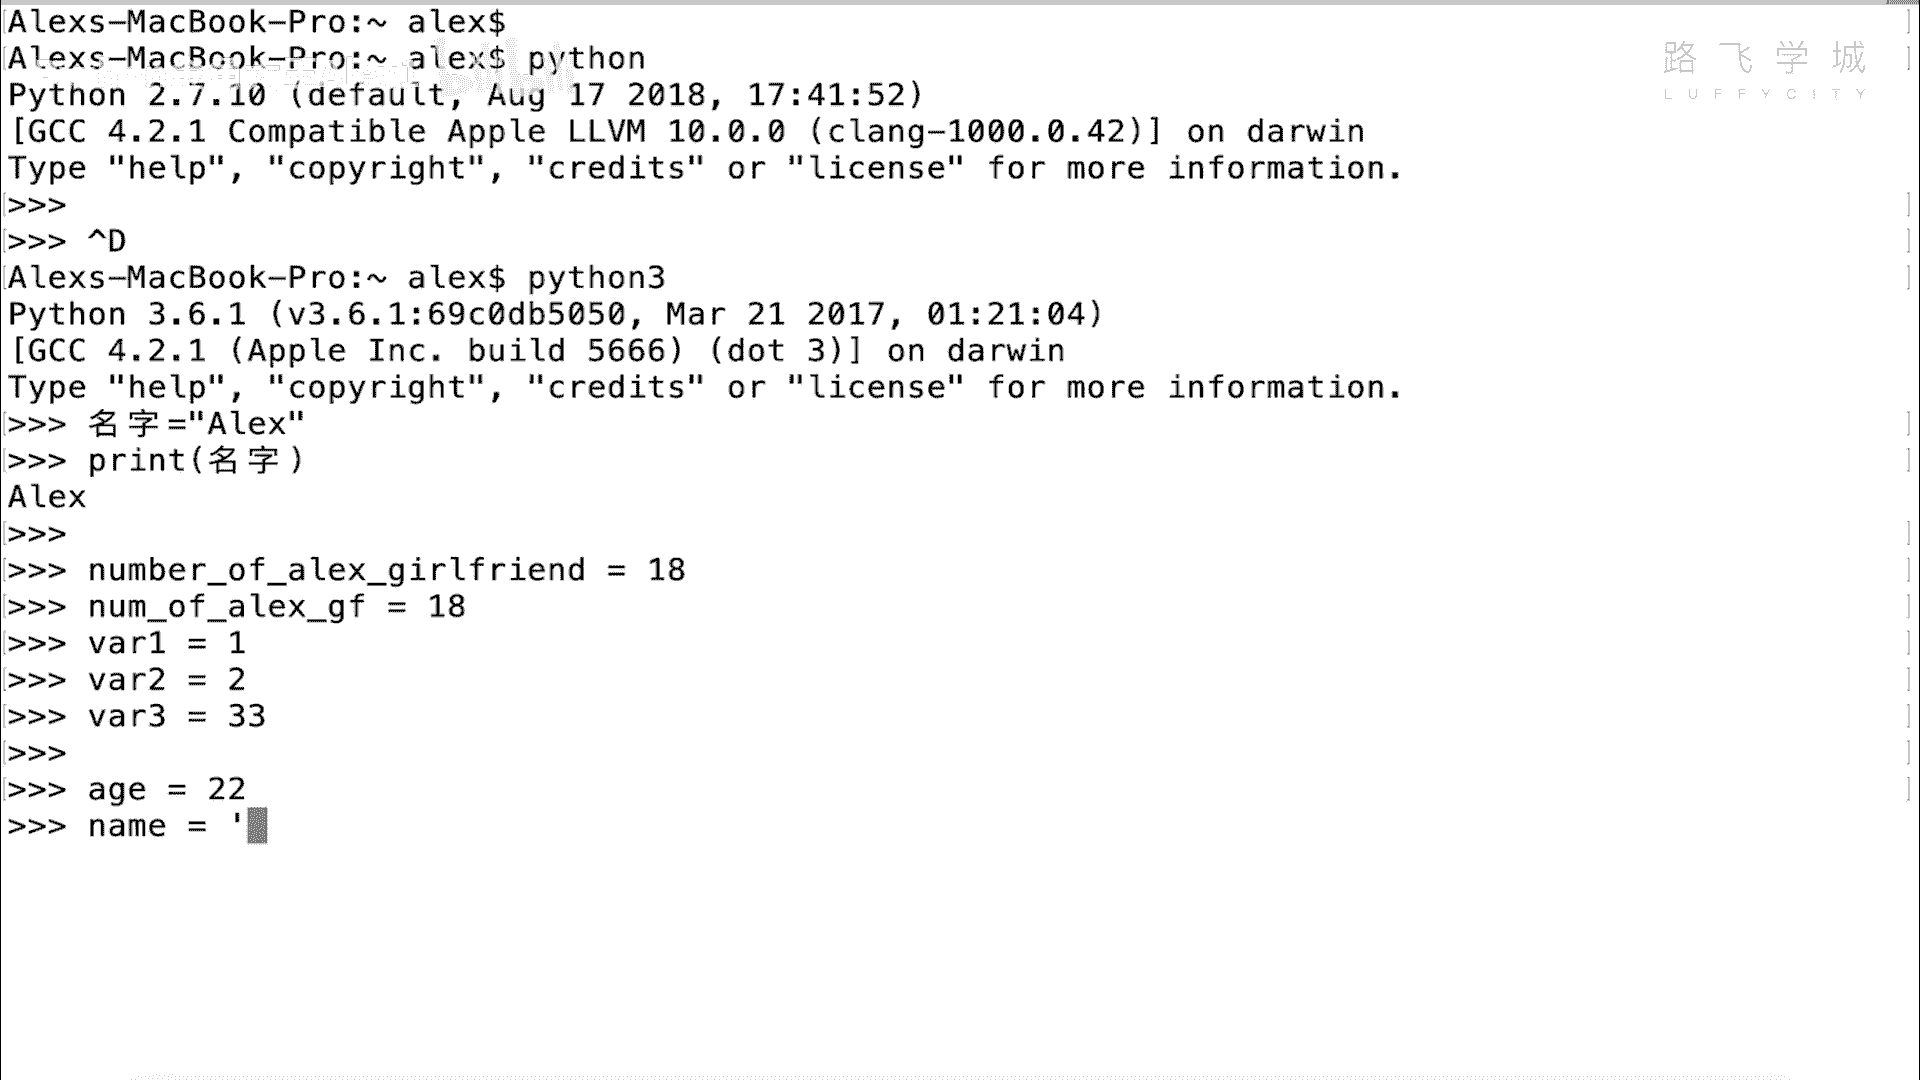 Alexs-MacBook-Pro:~ alex$
Alexs-MacBook-Pro:~ alex$ python
Python 2.7.10 (default, Aug 17 2018, 17:41:52)
[GCC 4.2.1 Compatible Apple LLVM 10.0.0 (clang-1000.0.42)] on darwin
Type "help", "copyright", "credits" or "license" for more information.
>>>
>>> ^D
Alexs-MacBook-Pro:~ alex$ python3
Python 3.6.1 (v3.6.1:69c0db5050, Mar 21 2017, 01:21:04)
[GCC 4.2.1 (Apple Inc. build 5666) (dot 3)] on darwin
Type "help", "copyright", "credits" or "license" for more information.
>>> 名字="Alex"
>>> print(名字)
Alex
>>>
>>> number_of_alex_girlfriend = 18
>>> num_of_alex_gf = 18
>>> var1 = 1
>>> var2 = 2
>>> var3 = 33
>>>
>>> age = 22
>>> name = '
路飞学城
LUFFYCITY